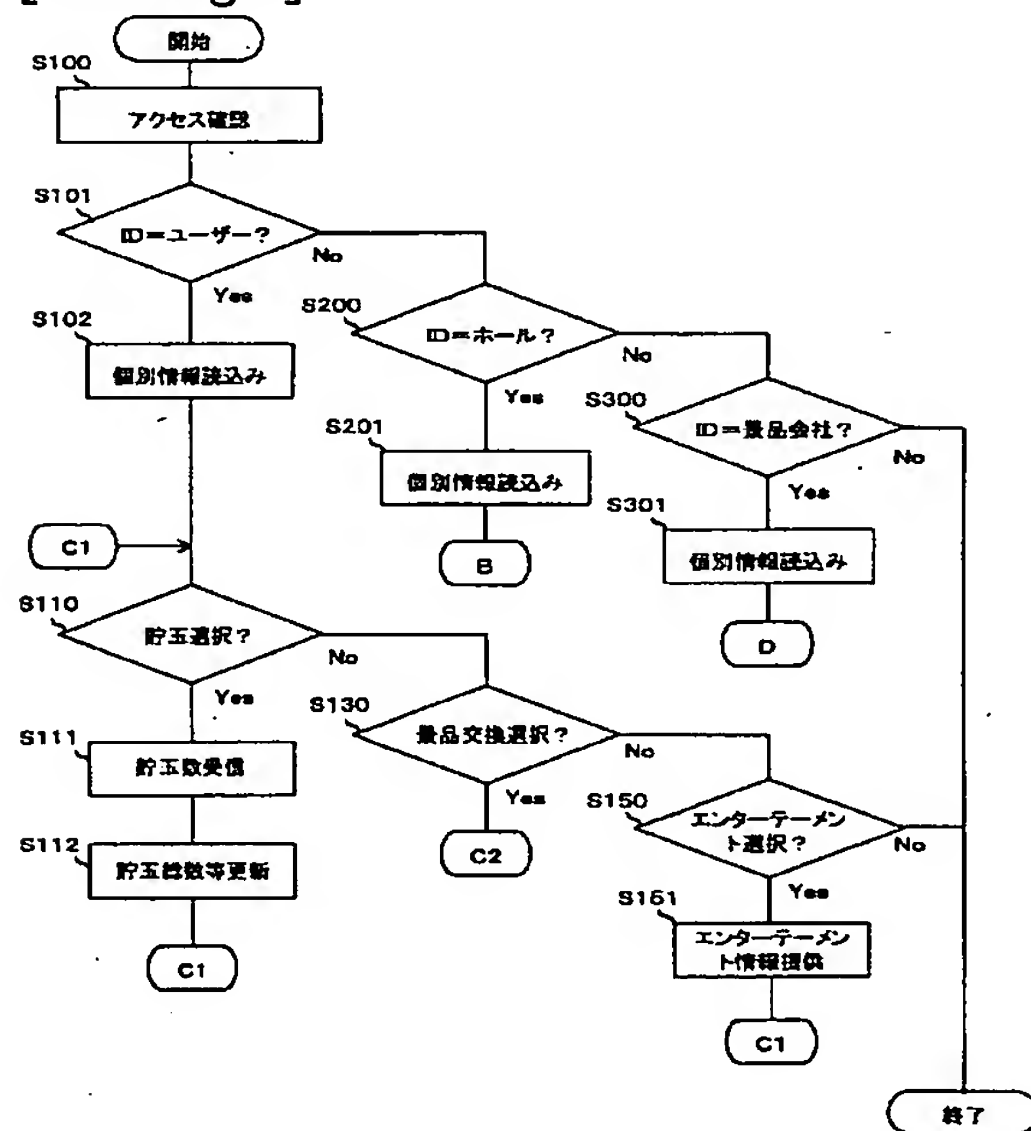 開始
S100
アクセス確認
S101
ID=ユーザー?
No
Yes
S102
個別情報読込み
S200
ID=ホール?
No
Yes
S201
個別情報読込み
B
S300
ID=景品会社?
No
Yes
S301
個別情報読込み
D
C1
S110
貯玉選択?
No
Yes
S111
貯玉数受信
S112
貯玉総数等更新
C1
S130
景品交換選択?
No
Yes
C2
S150
エンターテーメン
ト選択?
No
Yes
S151
エンターテーメン
ト情報提供
C1
終了